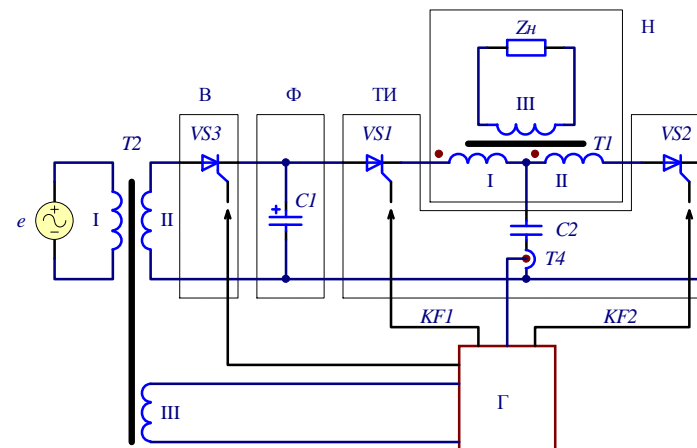 Zн
Н
III
В
Ф
ТИ
T2
VS3
VS1
T1
VS2
I
II
e
I
II
+
C1
C2
T4
KF1
KF2
Г
III